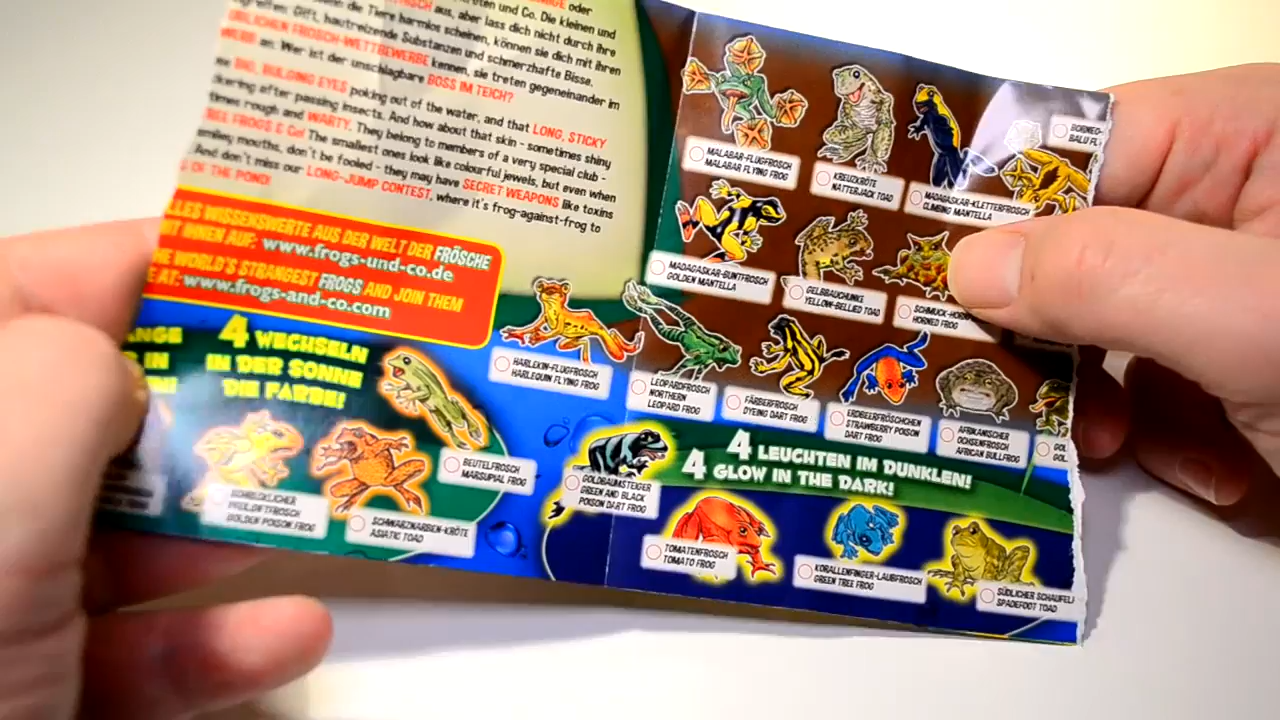 oder
aus, aber lass dich nicht durch ihre
und Co. Die kleinen und
die Tiere harmlos scheinen, können sie dich mit ihren
Gift, hautreizende Substanzen und schmerzhafte Bisse.
FROSCH-WETTBEWERBE kennen, sie treten gegeneinander im
an. Wer ist der unschlagbare BOSS IM TEICH?
BIG, BULGING EYES poking out of the water, and that LONG, STICKY
after passing insects. And how about that skin - sometimes shiny
times rough and WARTY. They belong to members of a very special club -
TREE FROGS & Co! The smallest ones look like colourful jewels, but even when
smiley mouths, don't be fooled - they may have SECRET WEAPONS like toxins
And don't miss our LONG-JUMP CONTEST, where it's frog-against-frog to
OF THE POND!
ALLES WISSENSWERTE AUS DER WELT DER FRÖSCHE
MIT IHNEN AUF: www.frogs-und-co.de
THE WORLD'S STRANGEST FROGS AND JOIN THEM
AT: www.frogs-and-co.com
4 WECHSELN
IN DER SONNE
DIE FARBE!
GOLDEN POISON FROG
SCHWARZNARBEN-KRÖTE
ASIATIC TOAD
BEUTELFROSCH
MARSUPIAL FROG
HARLEKIN-FLUGFROSCH
HARLEQUIN FLYING FROG
MALABAR-FLUGFROSCH
MALABAR FLYING FROG
KREUZKRÖTE
NATTERJACK TOAD
MADAGASKAR-KLETTERFROSCH
CLIMBING MANTELLA
BORNEO-
MADAGASKAR-BUNTFROSCH
GOLDEN MANTELLA
GELBBAUCHUNKE
YELLOW-BELLIED TOAD
SCHMUCK-HORN
HORNED FROG
LEOPARDFROSCH
NORTHERN
LEOPARD FROG
FÄRBERFROSCH
DYEING DART FROG
ERDBEERFRÖSCHCHEN
STRAWBERRY POISON
DART FROG
AFRIKANISCHER
OCHSENFROSCH
AFRICAN BULLFROG
GOL
GOL
GOLDBAUMSTEIGER
GREEN AND BLACK
POISON DART FROG
4 LEUCHTEN IM DUNKLEN!
4 GLOW IN THE DARK!
TOMATENFROSCH
TOMATO FROG
KORALLENFINGER-LAUBFROSCH
GREEN TREE FROG
SÜDLICHER SCHAUFEL
SPADEFOOT TOAD